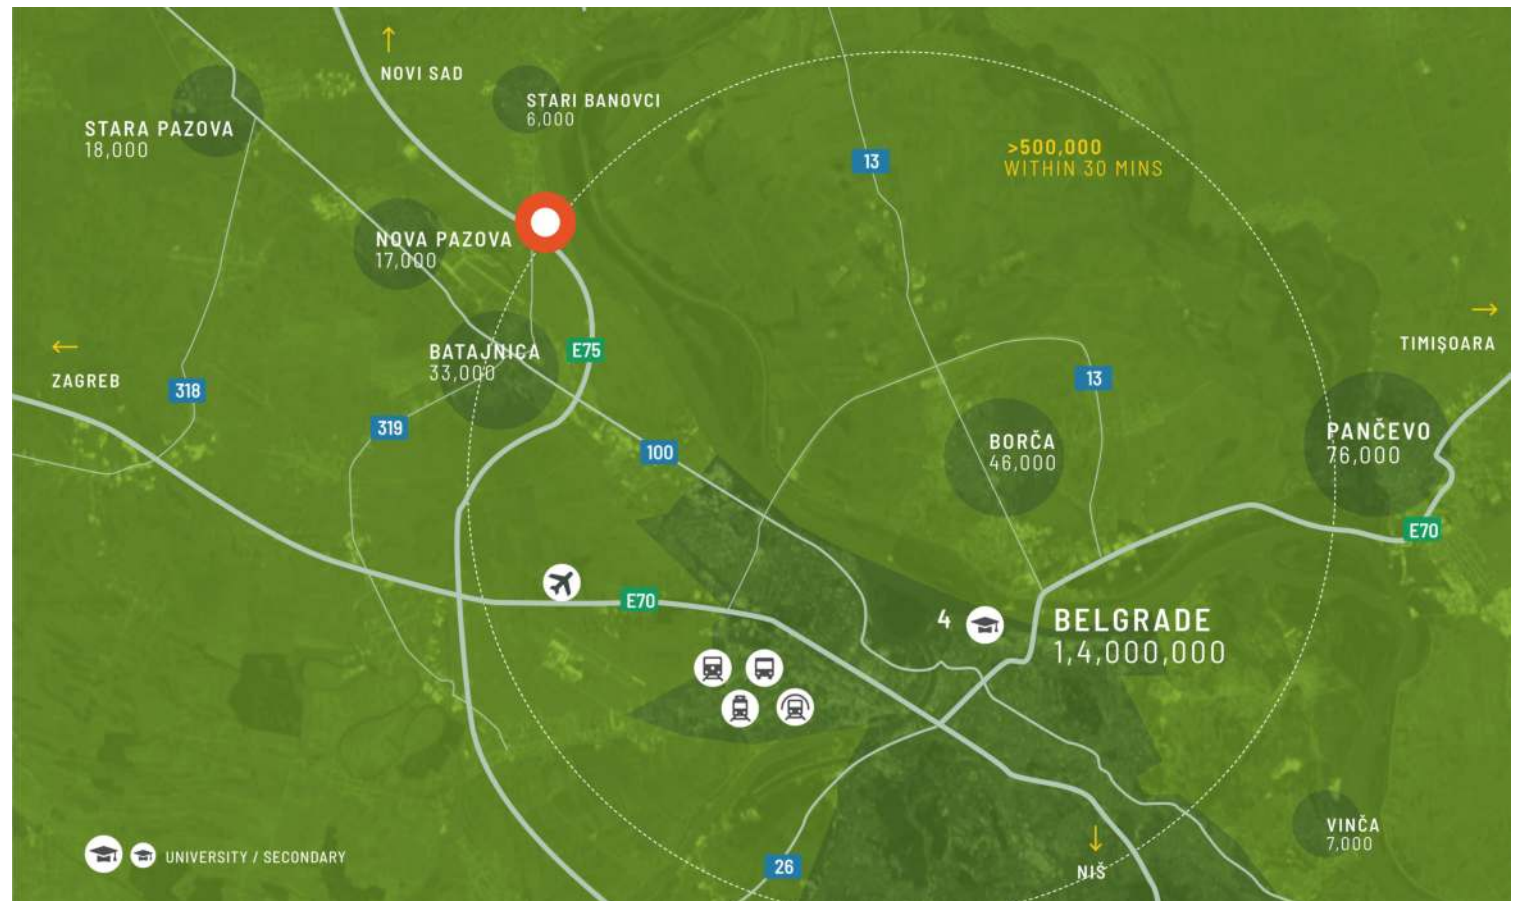 NOVI SAD
STARI BANOVCI
6,000
STARA PAZOVA
18,000
13
>500,000
WITHIN 30 MINS
NOVA PAZOVA
17,000
TIMIŞOARA
BATAJNICA
33,000
E75
ZAGREB
318
13
319
100
BORČA
46,000
PANČEVO
76,000
E70
E70
4
BELGRADE
1,4,000,000
VINČA
7,000
UNIVERSITY / SECONDARY
26
NIŠ